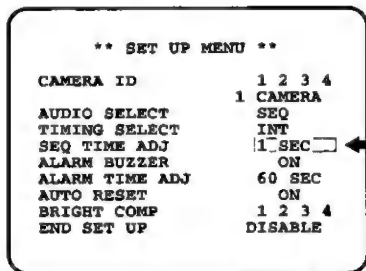 ** SET UP MENU **
CAMERA ID 1 2 3 4
1 CAMERA
AUDIO SELECT SEQ
TIMING SELECT INT
SEQ TIME ADJ 1 SEC
ALARM BUZZER ON
ALARM TIME ADJ 60 SEC
AUTO RESET ON
BRIGHT COMP 1 2 3 4
END SET UP DISABLE